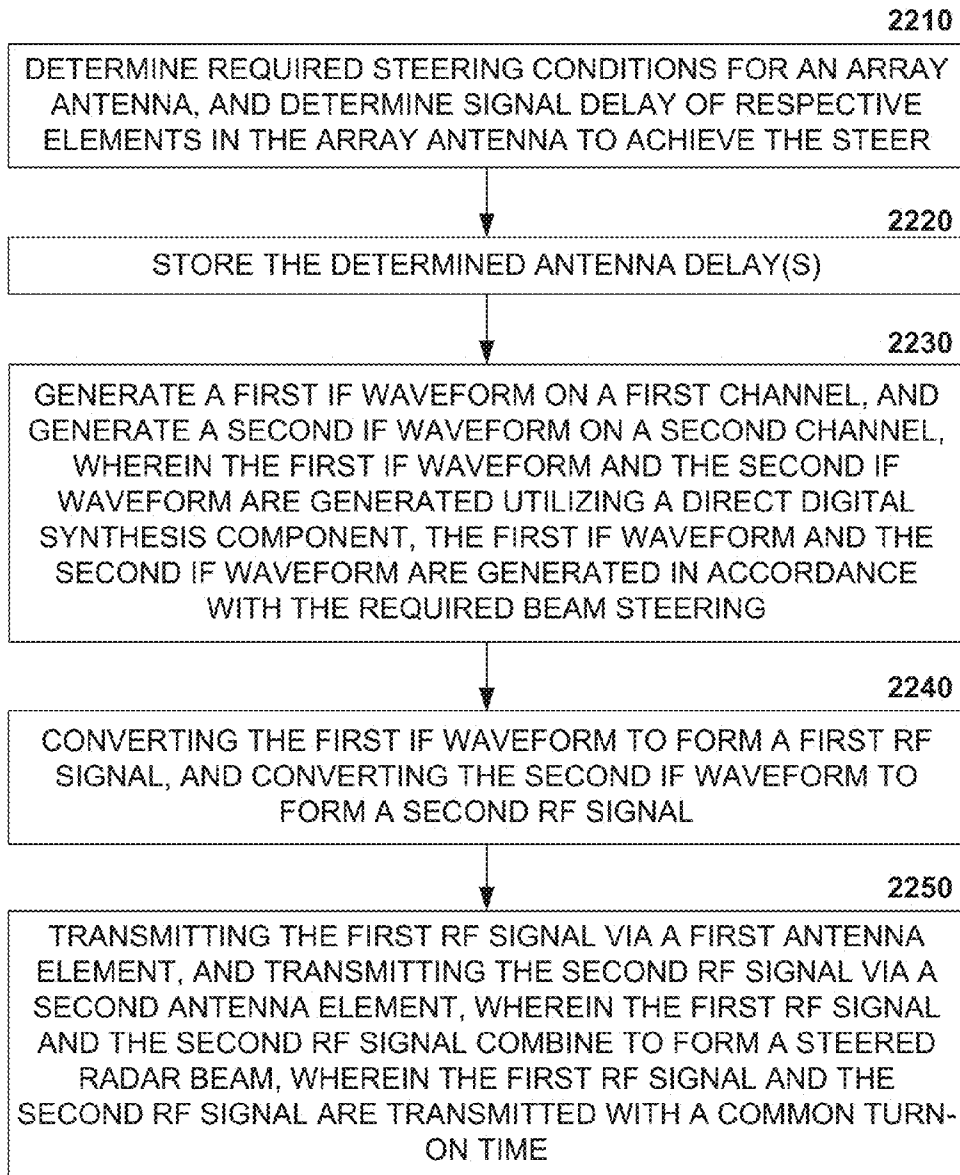 2210
DETERMINE REQUIRED STEERING CONDITIONS FOR AN ARRAY
ANTENNA, AND DETERMINE SIGNAL DELAY OF RESPECTIVE
ELEMENTS IN THE ARRAY ANTENNA TO ACHIEVE THE STEER
2220
STORE THE DETERMINED ANTENNA DELAY(S)
2230
GENERATE A FIRST IF WAVEFORM ON A FIRST CHANNEL, AND
GENERATE A SECOND IF WAVEFORM ON A SECOND CHANNEL,
WHEREIN THE FIRST IF WAVEFORM AND THE SECOND IF
WAVEFORM ARE GENERATED UTILIZING A DIRECT DIGITAL
SYNTHESIS COMPONENT, THE FIRST IF WAVEFORM AND THE
SECOND IF WAVEFORM ARE GENERATED IN ACCORDANCE
WITH THE REQUIRED BEAM STEERING
2240
CONVERTING THE FIRST IF WAVEFORM TO FORM A FIRST RF
SIGNAL, AND CONVERTING THE SECOND IF WAVEFORM TO
FORM A SECOND RF SIGNAL
2250
TRANSMITTING THE FIRST RF SIGNAL VIA A FIRST ANTENNA
ELEMENT, AND TRANSMITTING THE SECOND RF SIGNAL VIA A
SECOND ANTENNA ELEMENT, WHEREIN THE FIRST RF SIGNAL
AND THE SECOND RF SIGNAL COMBINE TO FORM A STEERED
RADAR BEAM, WHEREIN THE FIRST RF SIGNAL AND THE
SECOND RF SIGNAL ARE TRANSMITTED WITH A COMMON TURN-
ON TIME